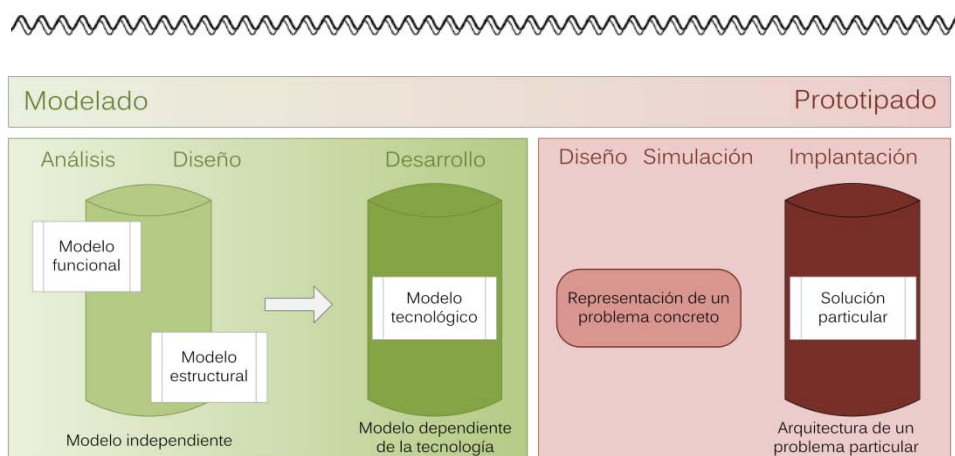 Modelado
Prototipado
Análisis
Diseño
Desarrollo
Modelo
funcional
Modelo
estructural
Modelo
tecnológico
Modelo independiente
Modelo dependiente
de la tecnología
Diseño
Simulación
Implantación
Representación de un
problema concreto
Solución
particular
Arquitectura de un
problema particular